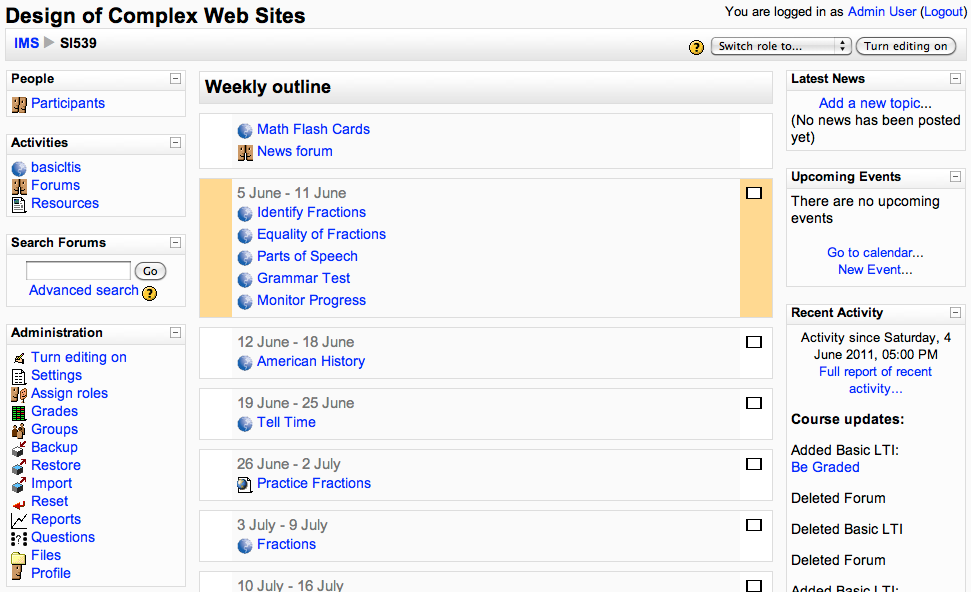 Design of Complex Web Sites
You are logged in as Admin User (Logout)
IMS ► SI539
Switch role to...
Turn editing on
People
Participants
Activities
basicltis
Forums
Resources
Search Forums
Go
Advanced search
Administration
Turn editing on
Settings
Assign roles
Grades
Groups
Backup
Restore
Import
Reset
Reports
Questions
Files
Profile
Weekly outline
Math Flash Cards
News forum
5 June - 11 June
Identify Fractions
Equality of Fractions
Parts of Speech
Grammar Test
Monitor Progress
12 June - 18 June
American History
19 June - 25 June
Tell Time
26 June - 2 July
Practice Fractions
3 July - 9 July
Fractions
10 July - 16 July
Latest News
Add a new topic...
(No news has been posted
yet)
Upcoming Events
There are no upcoming
events
Go to calendar...
New Event...
Recent Activity
Activity since Saturday, 4
June 2011, 05:00 PM
Full report of recent
activity...
Course updates:
Added Basic LTI:
Be Graded
Deleted Forum
Deleted Basic LTI
Deleted Forum
Added Basic LTI: